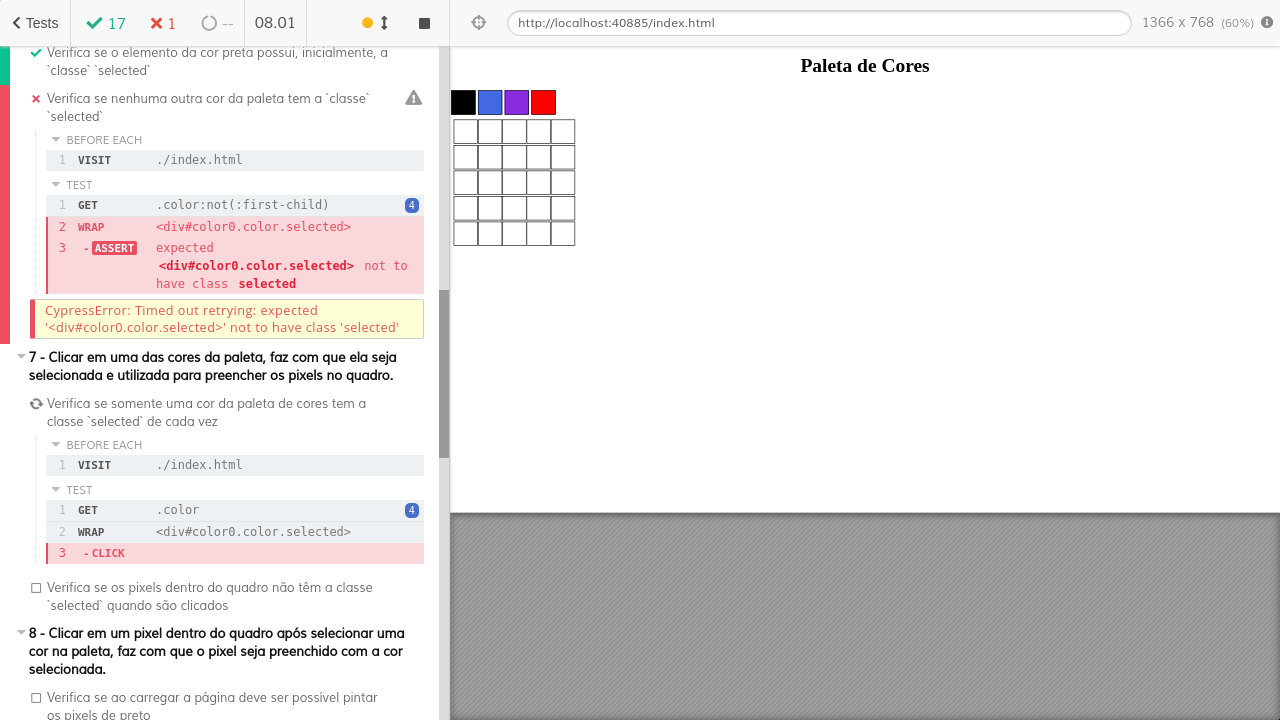 Tests
17
1
--
08.01
http://localhost:40885/index.html
1366 x 768 (60%)
Verifica se o elemento da cor preta possui, inicialmente, a
`classe` `selected`
Verifica se nenhuma outra cor da paleta tem a `classe`
`selected`
BEFORE EACH
1 VISIT ./index.html
TEST
1 GET .color:not(:first-child) 4
2 WRAP <div#color0.color.selected>
3 -ASSERT expected
<div#color0.color.selected> not to
have class selected
CypressError: Timed out retrying: expected
'<div#color0.color.selected>' not to have class 'selected'
7 - Clicar em uma das cores da paleta, faz com que ela seja
selecionada e utilizada para preencher os pixels no quadro.
Verifica se somente uma cor da paleta de cores tem a
classe `selected` de cada vez
BEFORE EACH
1 VISIT ./index.html
TEST
1 GET .color 4
2 WRAP <div#color0.color.selected>
3 -CLICK
Verifica se os pixels dentro do quadro não têm a classe
`selected` quando são clicados
8 - Clicar em um pixel dentro do quadro após selecionar uma
cor na paleta, faz com que o pixel seja preenchido com a cor
selecionada.
Verifica se ao carregar a página deve ser possível pintar
os pixels de preto
Paleta de Cores